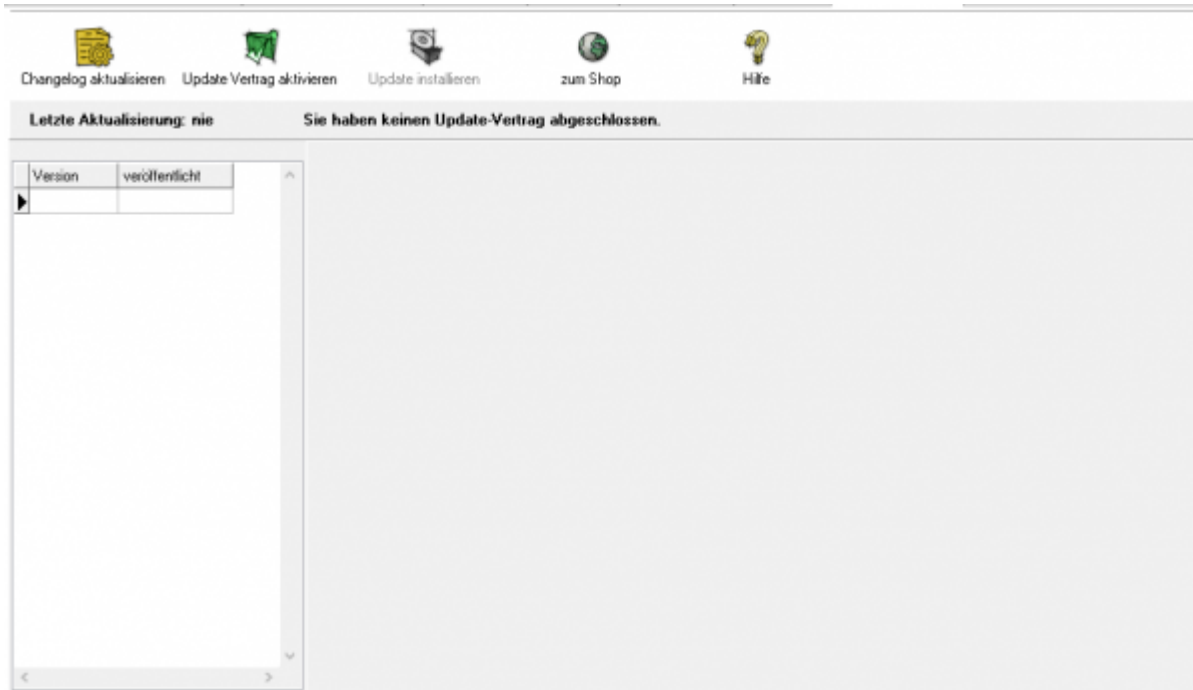 Changelog aktualisieren Update Vertrag aktivieren Update installieren zum Shop Hilfe
Letzte Aktualisierung: nie Sie haben keinen Update-Vertrag abgeschlossen.
Version veröffentlicht